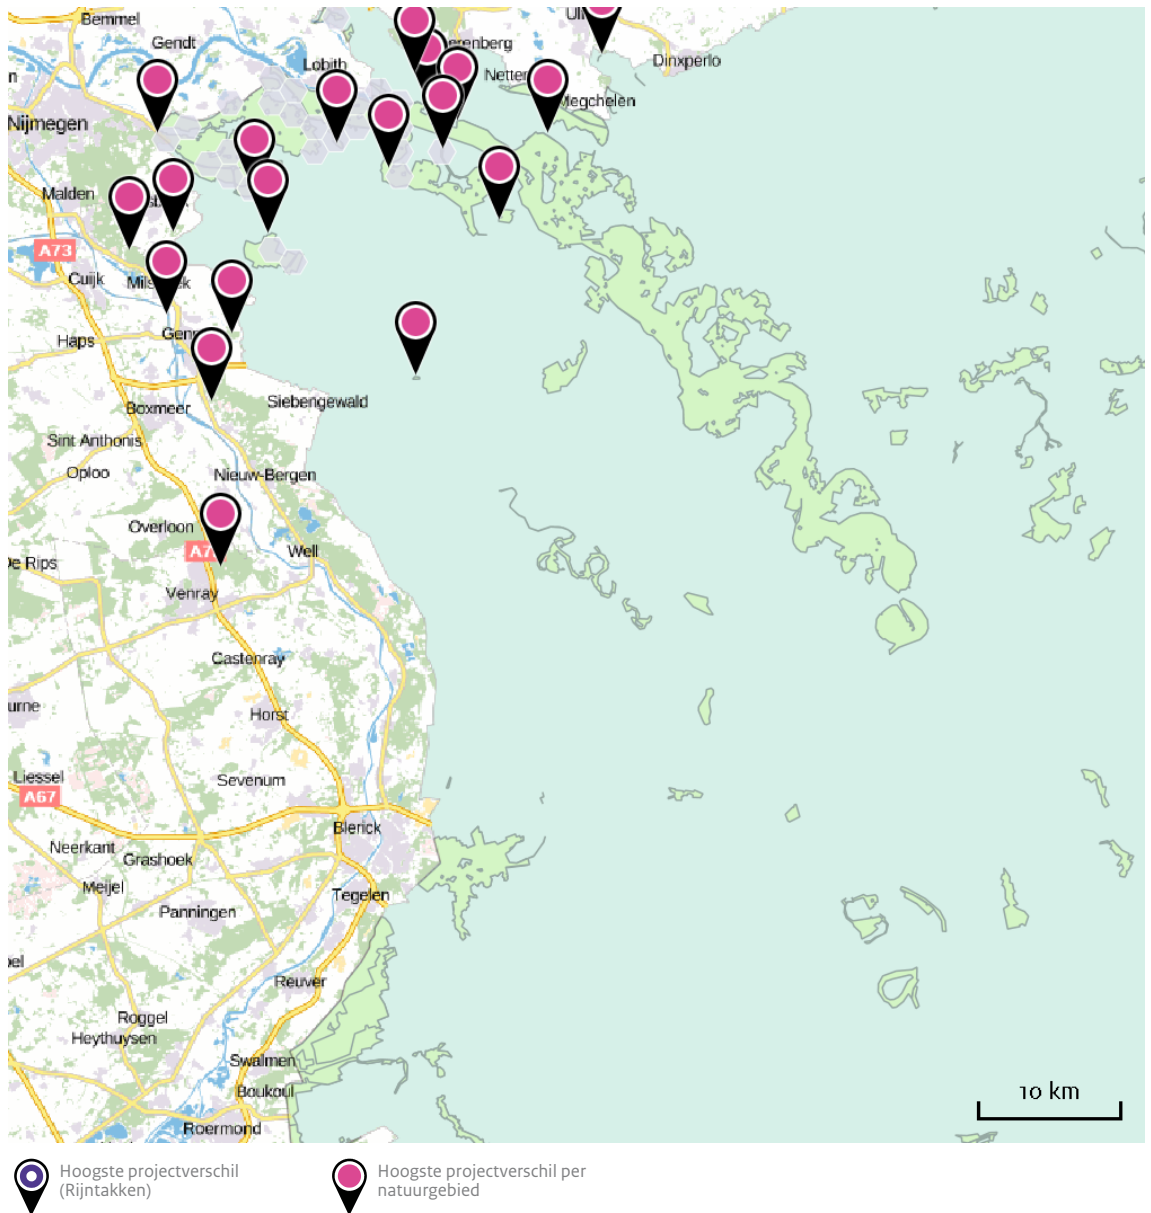 Bemmel
Gendt
Lobith
Dinxperlo
Megchelen
Nijmegen
Malden
A73
Cuijk
Haps
Boxmeer
Siebengewald
Sint Anthonis
Oploo
Nieuw-Bergen
Overloon
De Rips
Well
Venray
Castenray
Horst
Liessel
Sevenum
A67
Blerick
Neerkant
Grashoek
Meijel
Tegelen
Panningen
Reuver
Roggel
Heythuysen
Swalmen
Boukoul
Roermond
10 km
Hoogste projectverschil
(Rijntakken)
Hoogste projectverschil per
natuurgebied